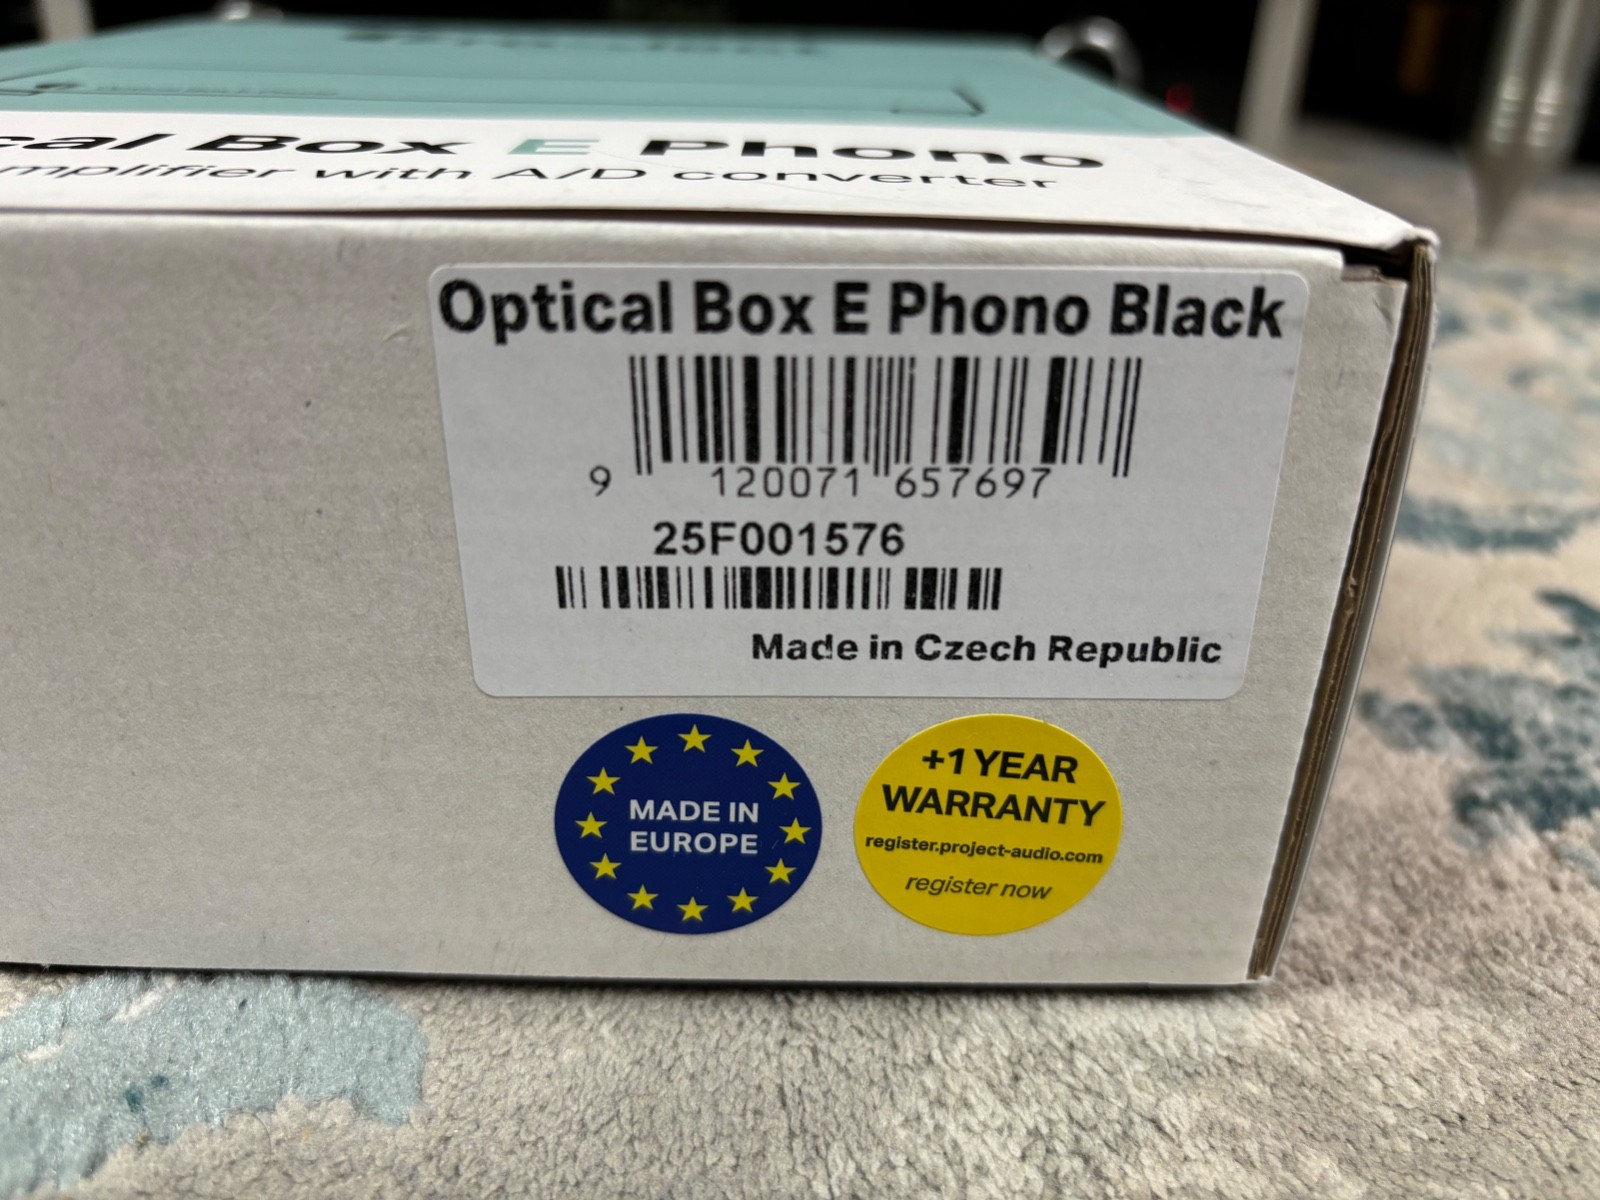 cal Box E Phono
mplifier with A/D converter
Optical Box E Phono Black
9 120071 657697
25F001576
Made in Czech Republic
MADE IN
EUROPE
+1 YEAR
WARRANTY
register.project-audio.com
register now